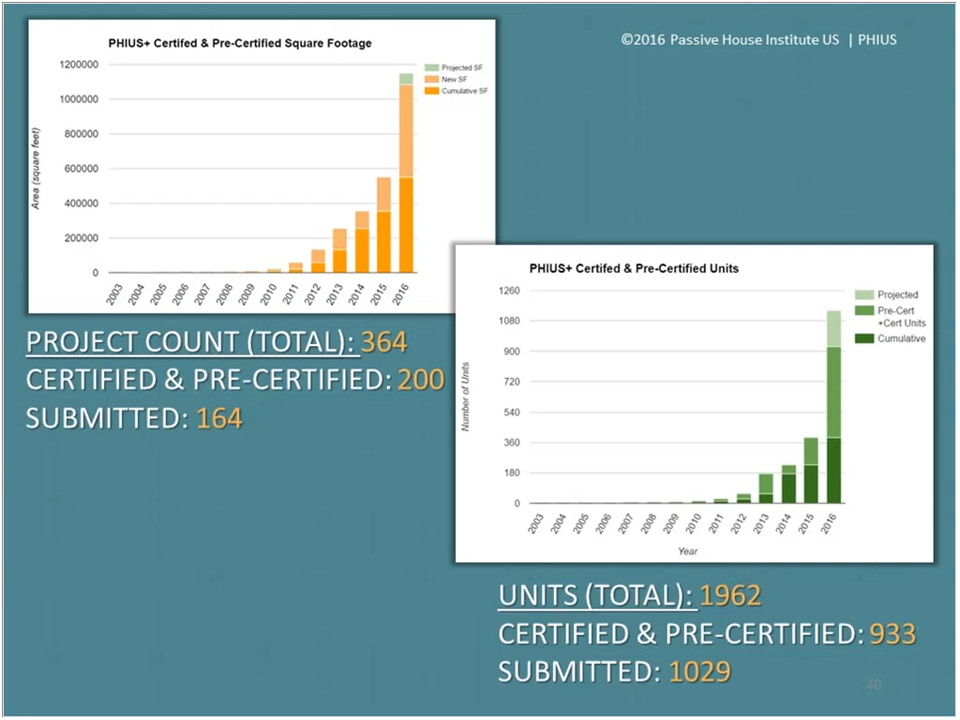 PHIUS+ Certifed & Pre-Certified Square Footage
1200000
1000000
800000
600000
400000
200000
0
Area (square feet)
2003 2004 2005 2006 2007 2008 2009 2010 2011 2012 2013 2014 2015 2016
Projected SF
New SF
Cumulative SF
©2016 Passive House Institute US | PHIUS
PROJECT COUNT (TOTAL): 364
CERTIFIED & PRE-CERTIFIED: 200
SUBMITTED: 164
PHIUS+ Certifed & Pre-Certified Units
1260
1080
900
720
540
360
180
0
Number of Units
2003 2004 2005 2006 2007 2008 2009 2010 2011 2012 2013 2014 2015 2016
Year
Projected
Pre-Cert
+Cert Units
Cumulative
UNITS (TOTAL): 1962
CERTIFIED & PRE-CERTIFIED: 933
SUBMITTED: 1029
40